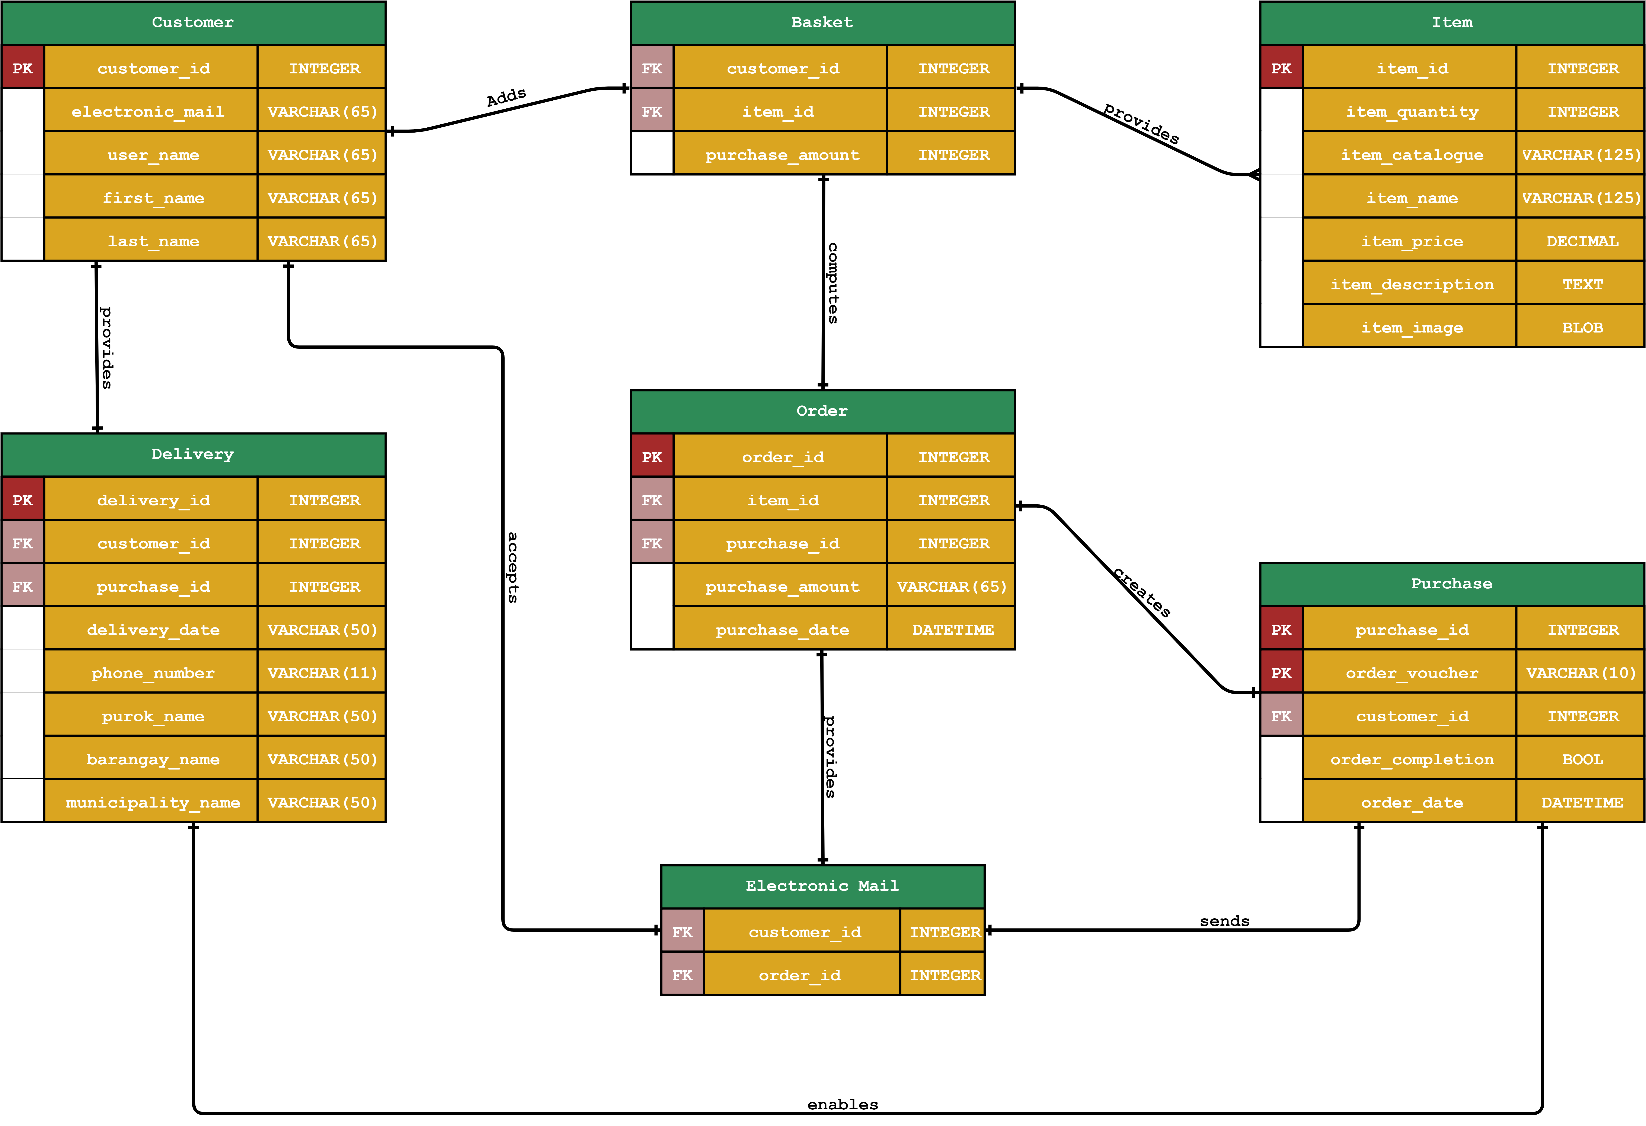 Customer
PK customer_id INTEGER
electronic_mail VARCHAR(65)
user_name VARCHAR(65)
first_name VARCHAR(65)
last_name VARCHAR(65)
Adds
Basket
FK customer_id INTEGER
FK item_id INTEGER
purchase_amount INTEGER
provides
Item
PK item_id INTEGER
item_quantity INTEGER
item_catalogue VARCHAR(125)
item_name VARCHAR(125)
item_price DECIMAL
item_description TEXT
item_image BLOB
provides
computes
Delivery
PK delivery_id INTEGER
FK customer_id INTEGER
FK purchase_id INTEGER
delivery_date VARCHAR(50)
phone_number VARCHAR(11)
purok_name VARCHAR(50)
barangay_name VARCHAR(50)
municipality_name VARCHAR(50)
accepts
Order
PK order_id INTEGER
FK item_id INTEGER
FK purchase_id INTEGER
purchase_amount VARCHAR(65)
purchase_date DATETIME
creates
Purchase
PK purchase_id INTEGER
PK order_voucher VARCHAR(10)
FK customer_id INTEGER
order_completion BOOL
order_date DATETIME
provides
Electronic Mail
FK customer_id INTEGER
FK order_id INTEGER
sends
enables